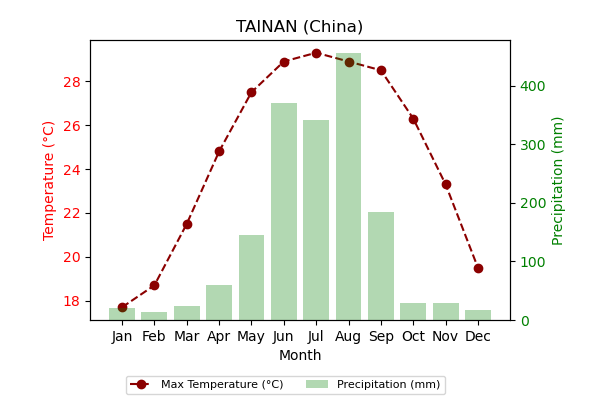 TAINAN (China)
Temperature (°C)
28
26
24
22
20
18
400
300
200
100
0
Precipitation (mm)
Jan Feb Mar Apr May Jun Jul Aug Sep Oct Nov Dec
Month
Max Temperature (°C) Precipitation (mm)